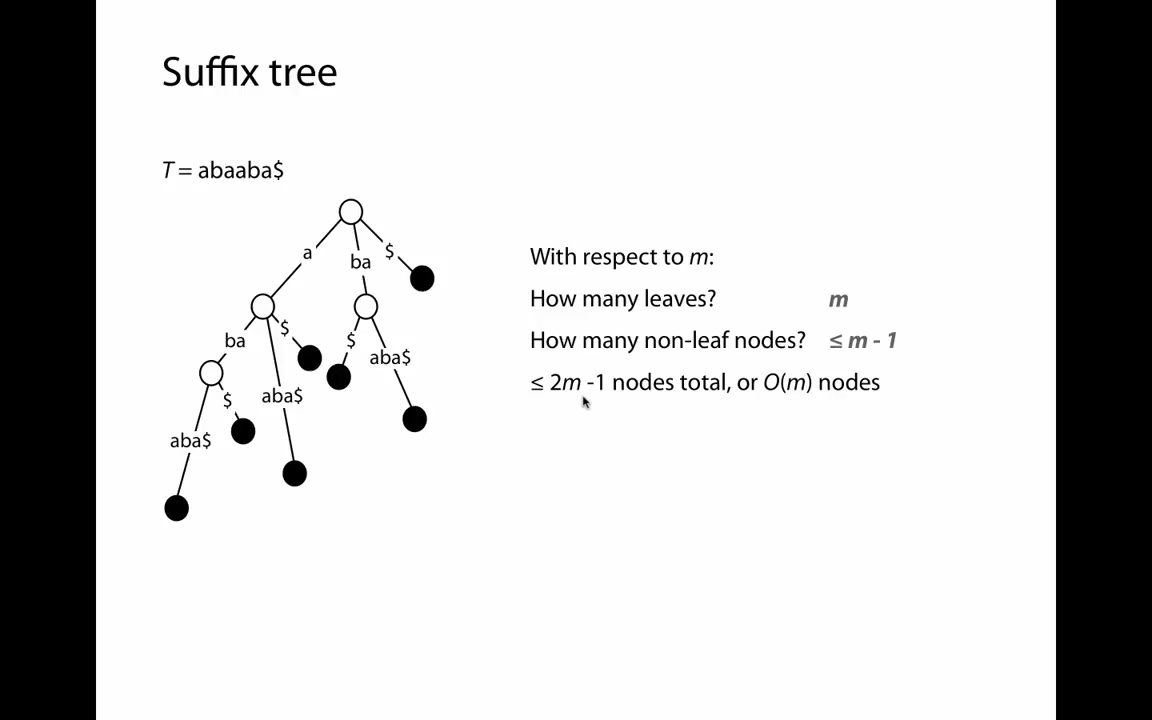 Suffix tree
T = abaaba$
a
ba
$
ba
$
aba$
$
aba$
$
aba$
With respect to m:
How many leaves? m
How many non-leaf nodes? ≤ m - 1
≤ 2m -1 nodes total, or O(m) nodes